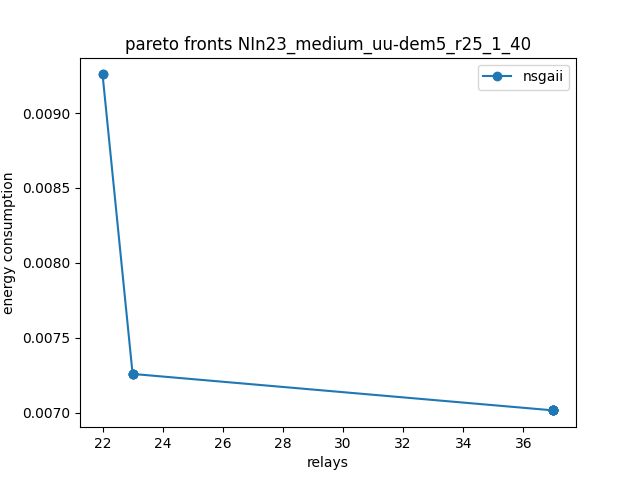 pareto fronts NIn23_medium_uu-dem5_r25_1_40
nsgaii
energy consumption
0.0090
0.0085
0.0080
0.0075
0.0070
22 24 26 28 30 32 34 36
relays